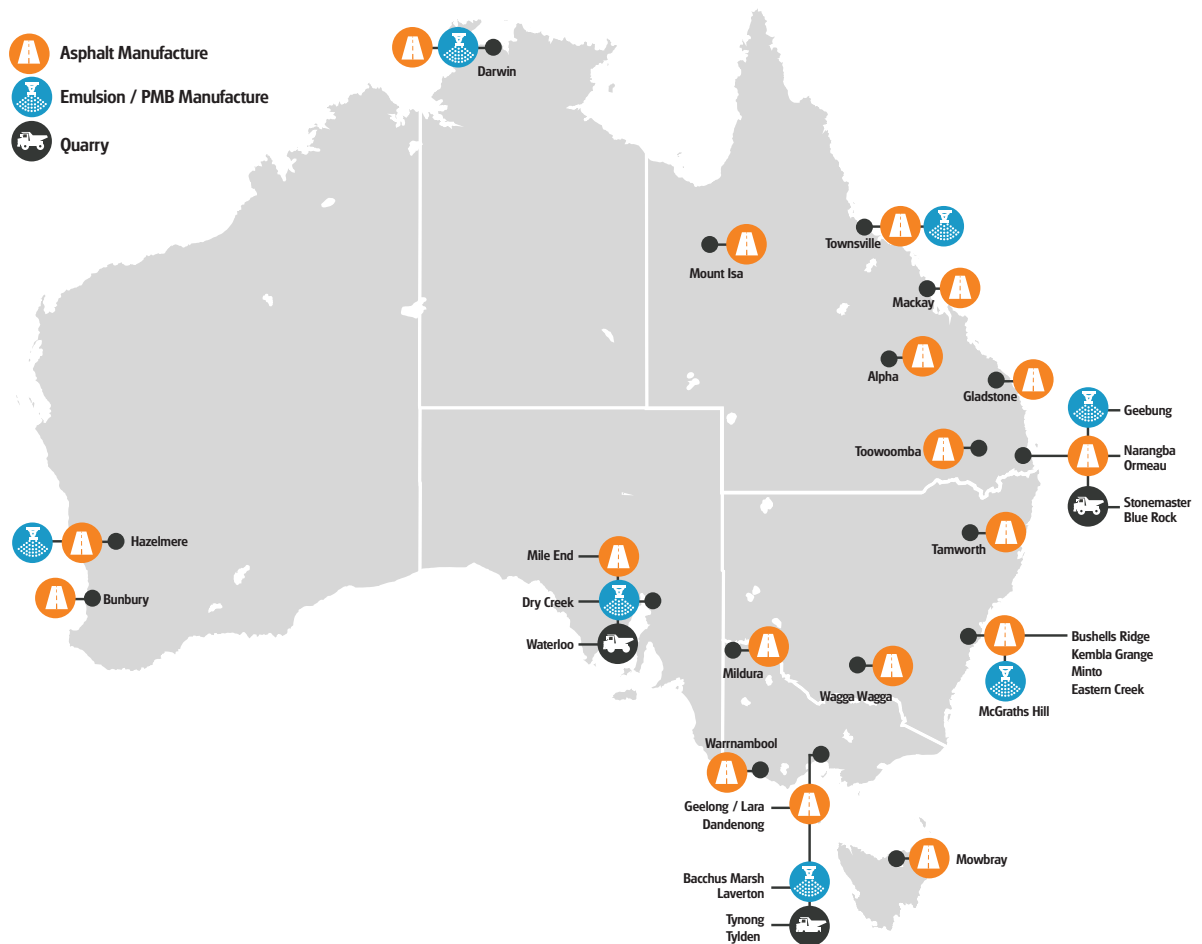 Asphalt Manufacture
Emulsion / PMB Manufacture
Quarry
Darwin
Townsville
Mount Isa
Mackay
Alpha
Gladstone
Geebung
Toowoomba
Narangba
Ormeau
Stonemaster
Blue Rock
Hazelmere
Bunbury
Mile End
Dry Creek
Waterloo
Tamworth
Mildura
Wagga Wagga
Bushells Ridge
Kembla Grange
Minto
Eastern Creek
McGraths Hill
Warrnambool
Geelong / Lara
Dandenong
Mowbray
Bacchus Marsh
Laverton
Tynong
Tylden